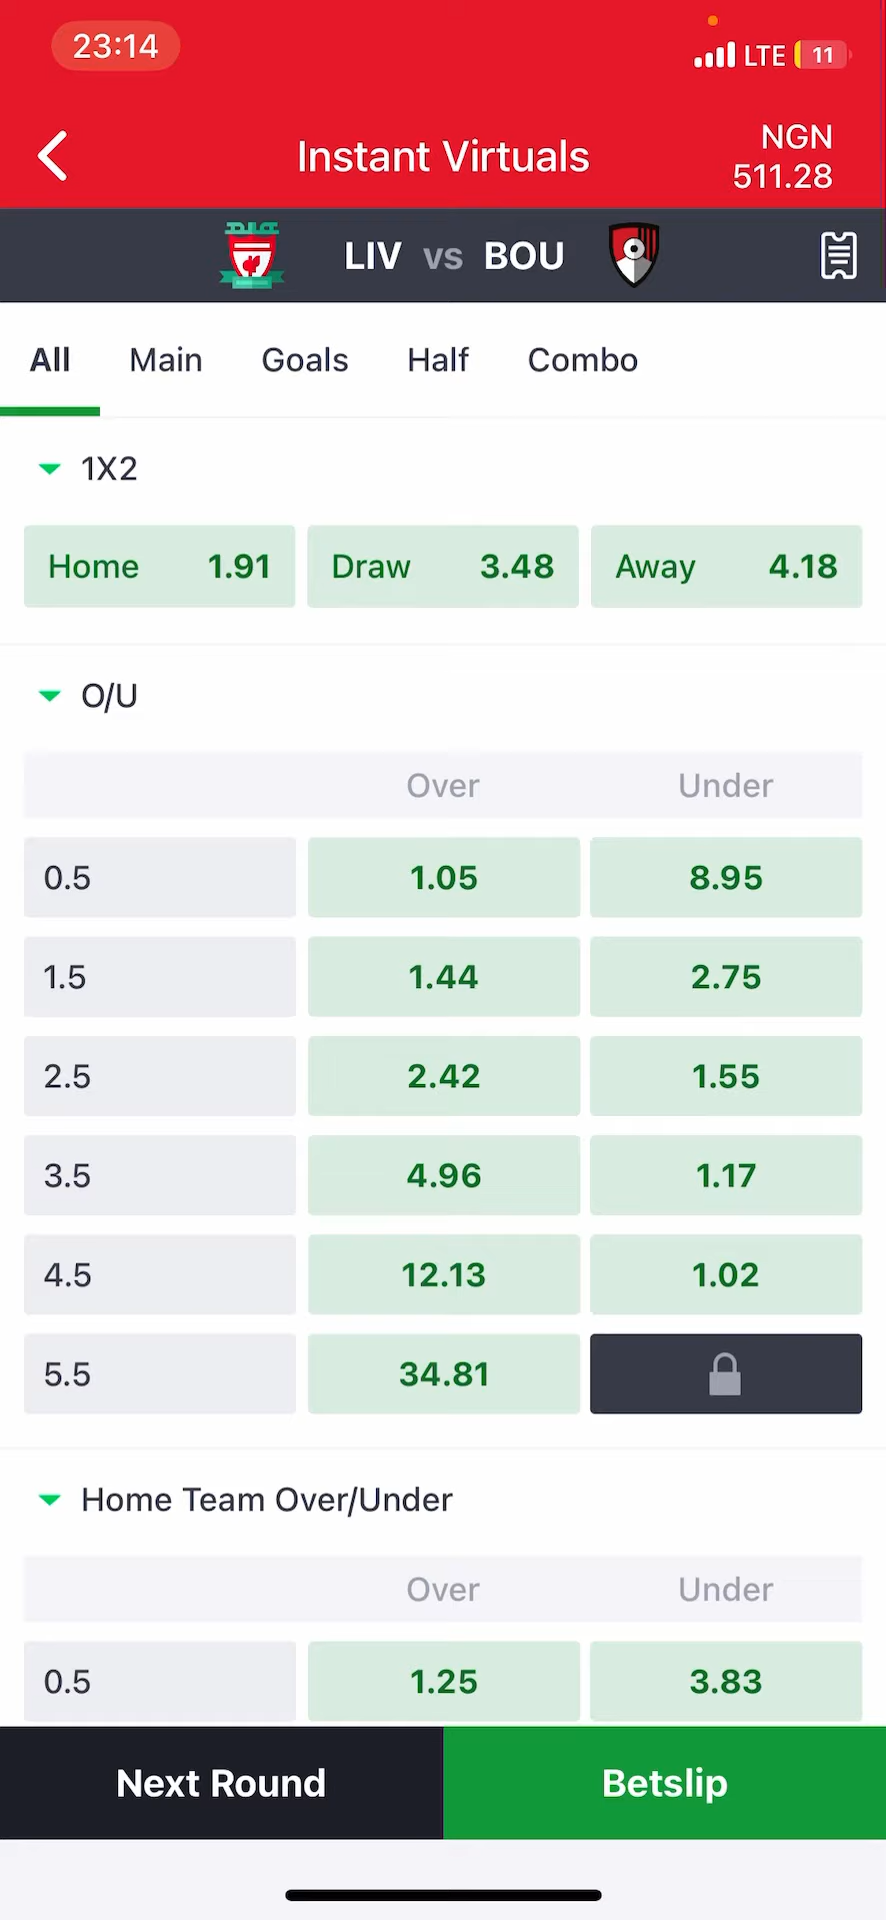 23:14
LTE 11
Instant Virtuals
NGN
511.28
LIV vs BOU
All Main Goals Half Combo
1X2
Home 1.91 Draw 3.48 Away 4.18
O/U
Over Under
0.5 1.05 8.95
1.5 1.44 2.75
2.5 2.42 1.55
3.5 4.96 1.17
4.5 12.13 1.02
5.5 34.81
Home Team Over/Under
Over Under
0.5 1.25 3.83
Next Round Betslip